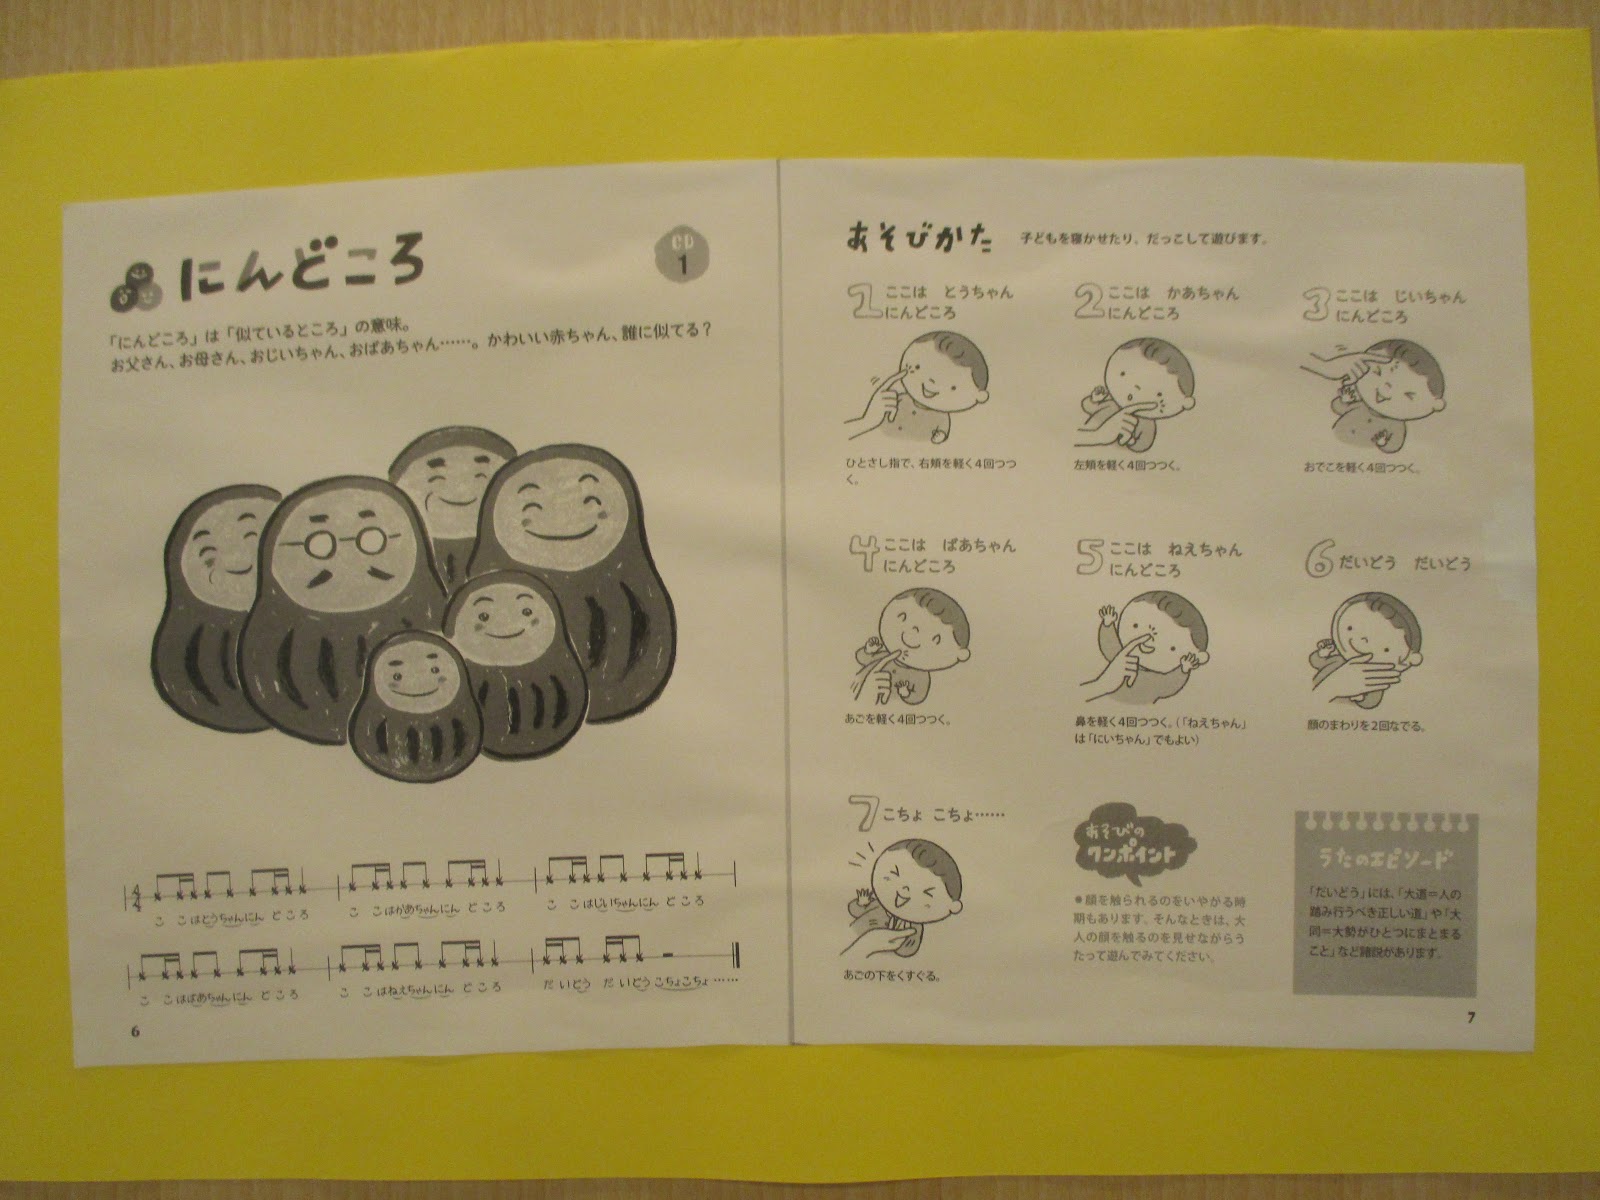 にんどころ
CD
1
「にんどころ」は「似ているところ」の意味。
お父さん、お母さん、おじいちゃん、おばあちゃん……。かわいい赤ちゃん、誰に似てる？
4
4
こ こ はとうちゃんにん ど こ ろ
こ こ はかあちゃんにん ど こ ろ
こ こ はじいちゃんにん ど こ ろ
こ こ はばあちゃんにん ど こ ろ
こ こ はねえちゃんにん ど こ ろ
だ いどう だ いどう こちょこちょ……
6
あそびかた
子どもを寝かせたり、だっこして遊びます。
1 ここは とうちゃん
にんどころ
ひとさし指で、右頬を軽く4回つつ
く。
2 ここは かあちゃん
にんどころ
左頬を軽く4回つつく。
3 ここは じいちゃん
にんどころ
おでこを軽く4回つつく。
4 ここは ばあちゃん
にんどころ
あごを軽く4回つつく。
5 ここは ねえちゃん
にんどころ
鼻を軽く4回つつく。（「ねえちゃん」
は「にいちゃん」でもよい）
6 だいどう だいどう
顔のまわりを2回なでる。
7 こちょ こちょ……
あごの下をくすぐる。
あそびの
ワンポイント
●顔を触られるのをいやがる時
期もあります。そんなときは、大
人の顔を触るのを見せながらう
たって遊んでみてください。
うたのエピソード
「だいどう」には、「大道＝人の
踏み行うべき正しい道」や「大
同＝大勢がひとつにまとまる
こと」など諸説があります。
7